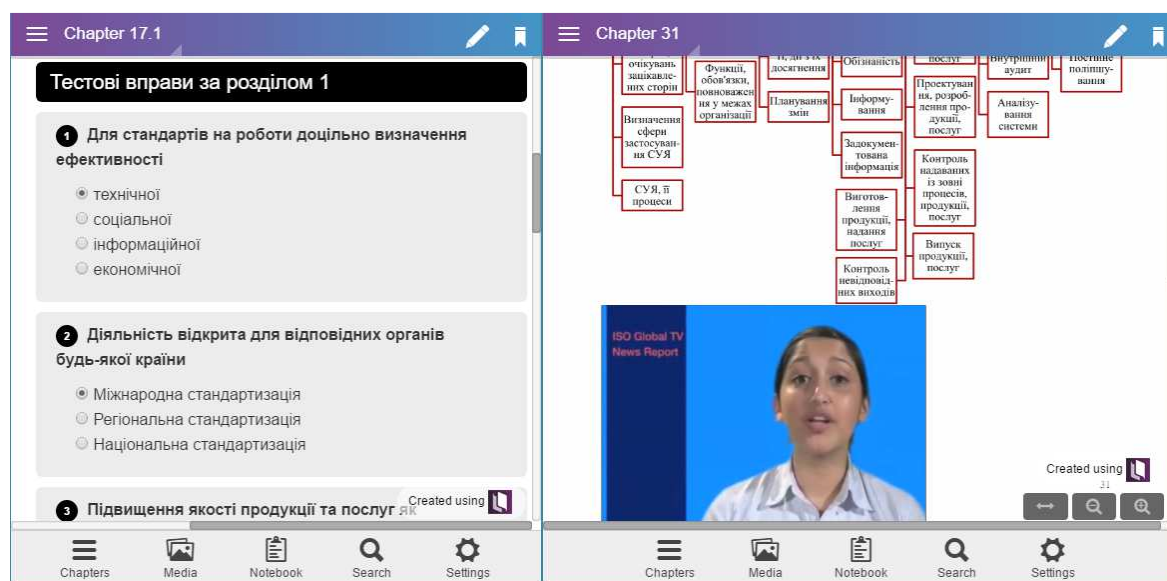 Chapter 17.1
Тестові вправи за розділом 1
1 Для стандартів на роботи доцільно визначення
ефективності
технічної
соціальної
інформаційної
економічної
2 Діяльність відкрита для відповідних органів
будь-якої країни
Міжнародна стандартизація
Регіональна стандартизація
Національна стандартизація
3 Підвищення якості продукції та послуг як
Created using
Chapters
Media
Notebook
Search
Settings
Chapter 31
очікувань
зацікавле-
них сторін
Визначення
сфери
застосуван-
ня СУЯ
СУЯ, її
процеси
Функції,
обов'язки,
повноважен
ня у межах
організації
досягнення
Планування
змін
Обізнаність
Інформу-
вання
Задокумен-
тована
інформація
Виготов-
лення
продукції,
надання
послуг
Контроль
невідповід-
них виходів
послуг
Проектуван
ня, розроб-
лення про-
дукції,
послуг
Контроль
надаваних
із зовні
процесів,
продукції,
послуг
Випуск
продукції,
послуг
Внутрішній
аудит
Аналізу-
вання
системи
Постійне
поліпшу-
вання
ISO Global TV
News Report
Created using
31
Chapters
Media
Notebook
Search
Settings